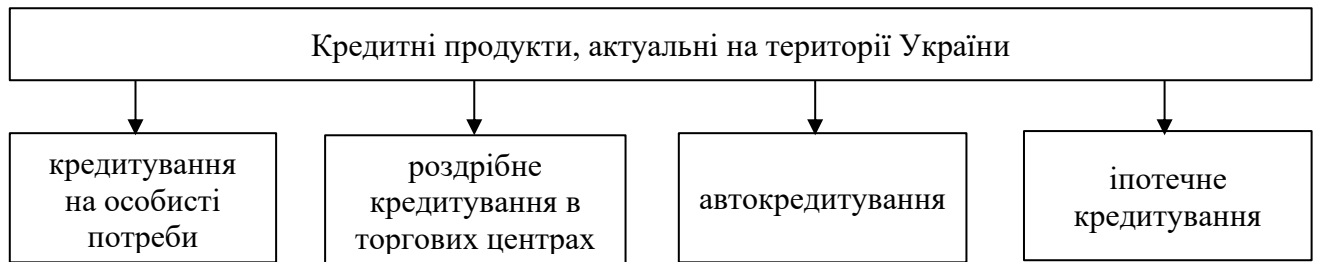 Кредитні продукти, актуальні на території України
кредитування
на особисті
потреби
роздрібне
кредитування в
торгових центрах
автокредитування
іпотечне
кредитування